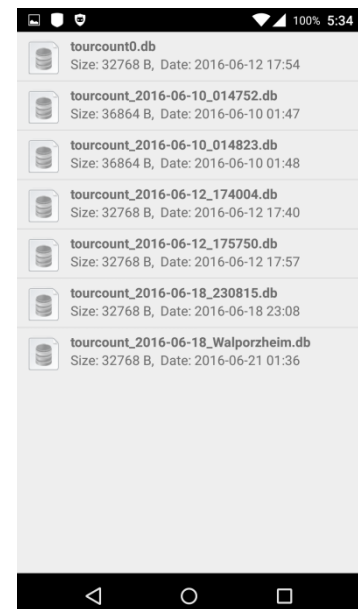 100% 5:34
tourcount0.db
Size: 32768 B, Date: 2016-06-12 17:54
tourcount_2016-06-10_014752.db
Size: 36864 B, Date: 2016-06-10 01:47
tourcount_2016-06-10_014823.db
Size: 36864 B, Date: 2016-06-10 01:48
tourcount_2016-06-12_174004.db
Size: 32768 B, Date: 2016-06-12 17:40
tourcount_2016-06-12_175750.db
Size: 32768 B, Date: 2016-06-12 17:57
tourcount_2016-06-18_230815.db
Size: 32768 B, Date: 2016-06-18 23:08
tourcount_2016-06-18_Walporzheim.db
Size: 32768 B, Date: 2016-06-21 01:36